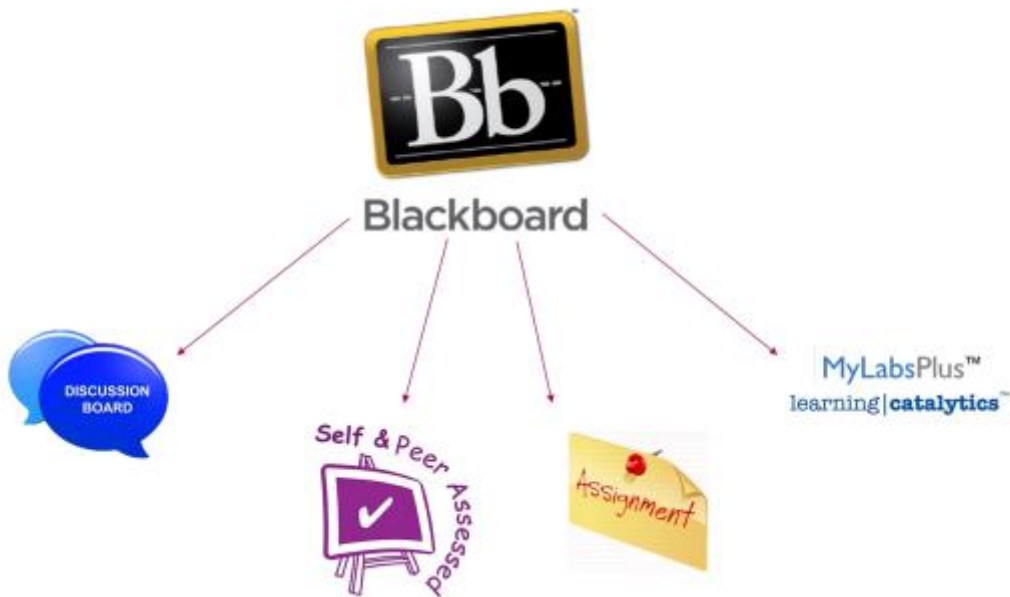 Bb
Blackboard
DISCUSSION
BOARD
Self & Peer Assessed
Assignment
MyLabsPlus™
learning|catalytics™